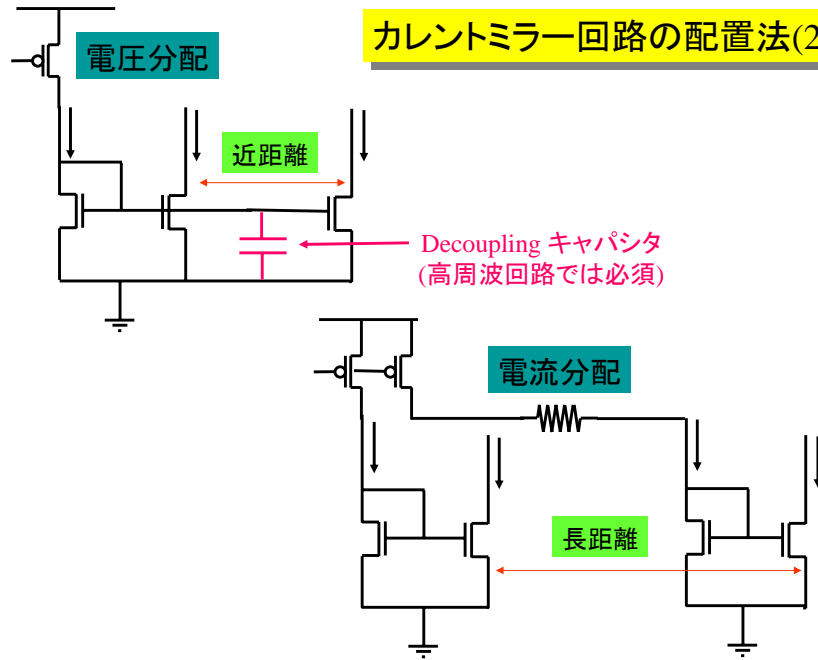 カレントミラー回路の配置法(2
電圧分配
近距離
Decoupling キャパシタ
(高周波回路では必須)
電流分配
長距離